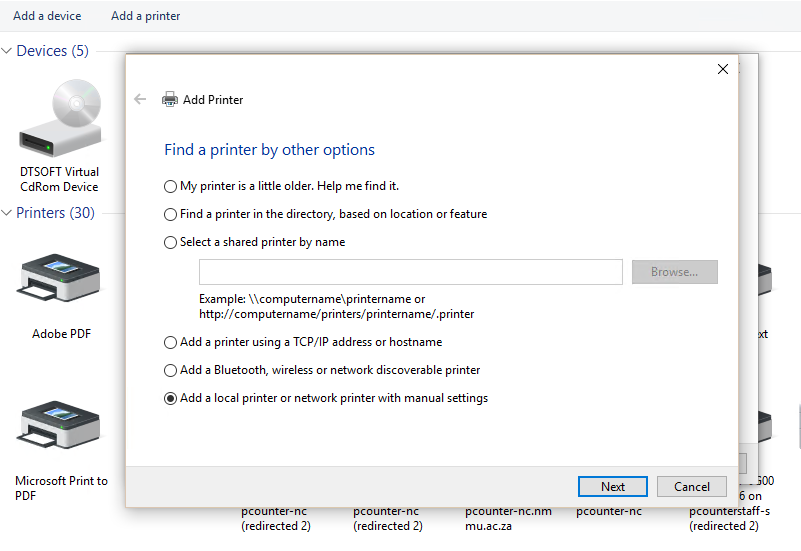 Add a device
Add a printer
Devices (5)
DTSOFT Virtual
CdRom Device
Printers (30)
Adobe PDF
Microsoft Print to
PDF
Add Printer
Find a printer by other options
My printer is a little older. Help me find it.
Find a printer in the directory, based on location or feature
Select a shared printer by name
Browse...
Example: \\computername\printername or
http://computername/printers/printername/.printer
Add a printer using a TCP/IP address or hostname
Add a Bluetooth, wireless or network discoverable printer
Add a local printer or network printer with manual settings
Next
Cancel
pcounter-nc
(redirected 2)
pcounter-nc
(redirected 2)
pcounter-nc.nm
mu.ac.za
pcounter-nc
6 on
pcounterstaff-s
(redirected 2)